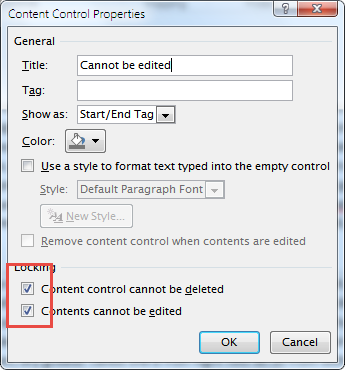 Content Control Properties
General
Title: Cannot be edited
Tag:
Show as: Start/End Tag
Color:
Use a style to format text typed into the empty control
Style: Default Paragraph Font
New Style...
Remove content control when contents are edited
Locking
Content control cannot be deleted
Contents cannot be edited
OK Cancel